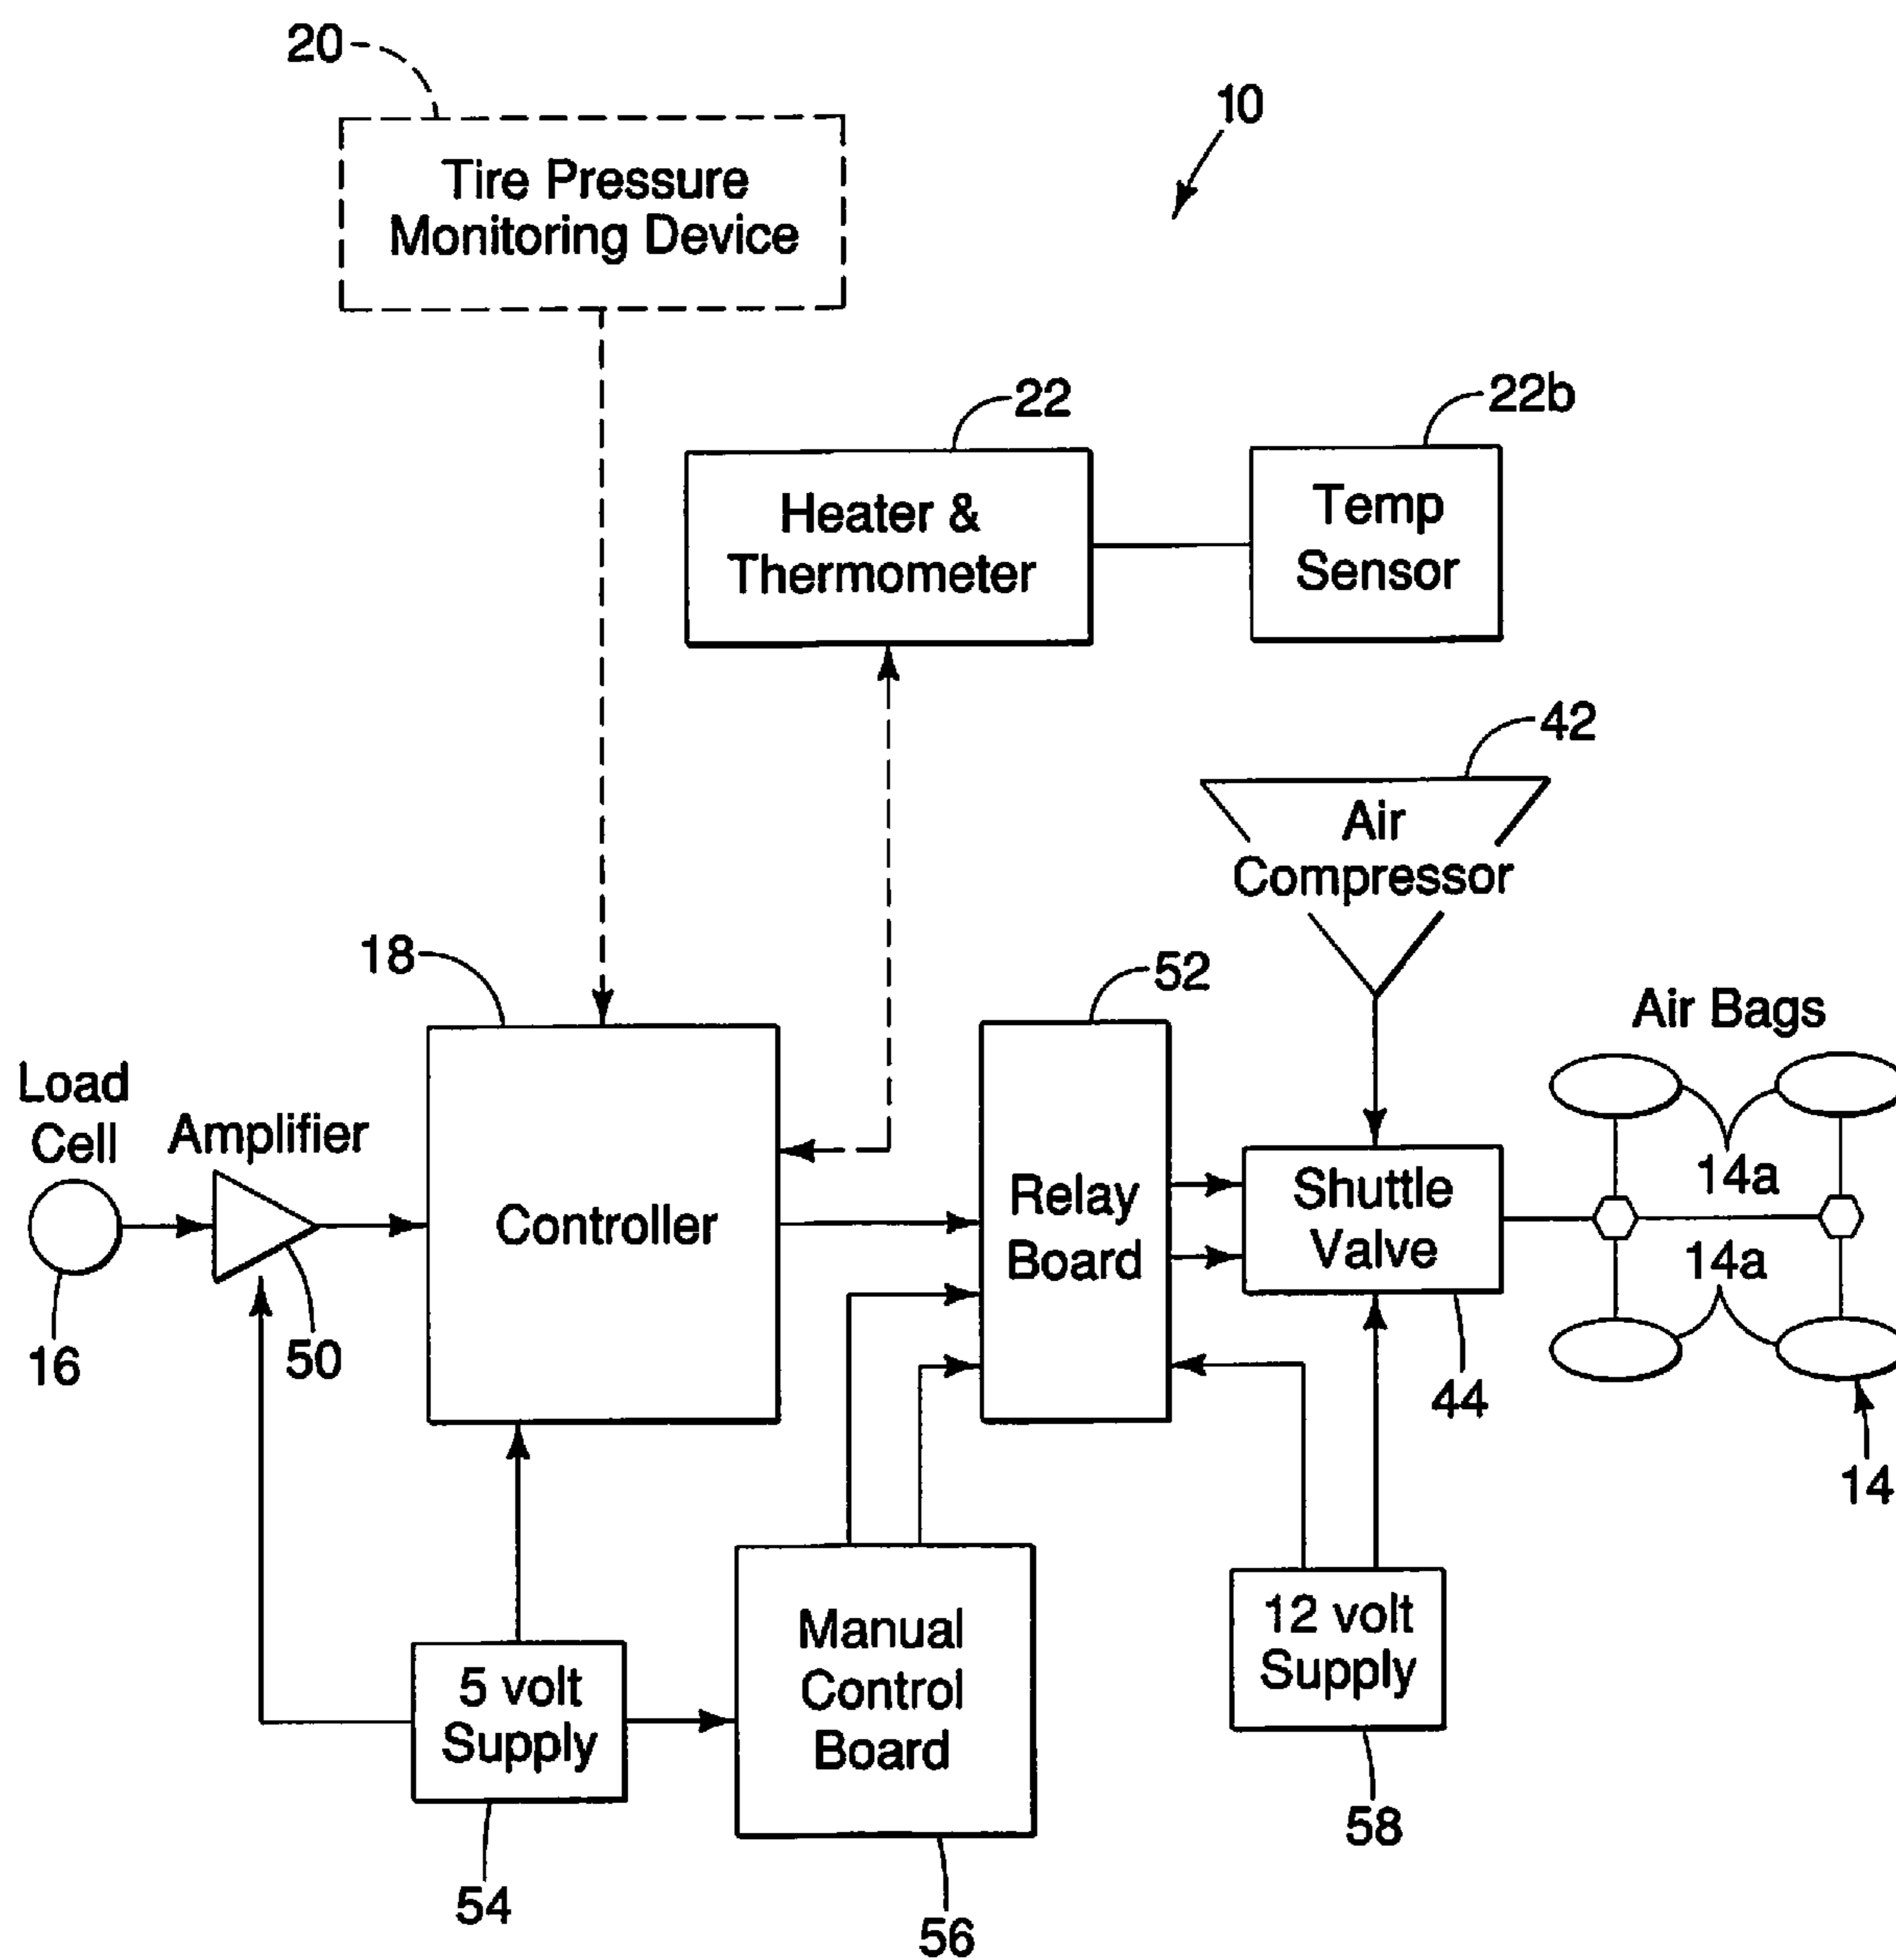 20
10
Tire Pressure
Monitoring Device
22
22b
Heater &
Thermometer
Temp
Sensor
42
Air
Compressor
18
52
Air Bags
Load
Cell
Amplifier
14a
Controller
Relay
Board
Shuttle
Valve
14a
16
50
44
14
5 volt
Supply
Manual
Control
Board
12 volt
Supply
54
56
58